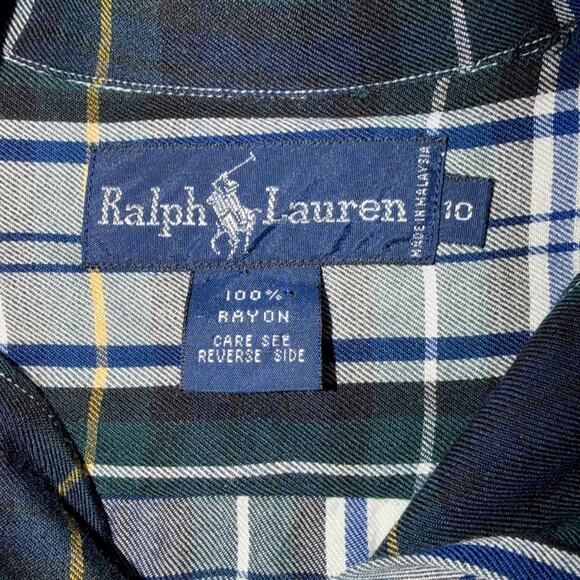 Ralph Lauren
MADE IN MALAYSIA
10
100%
RAYON
CARE SEE
REVERSE SIDE